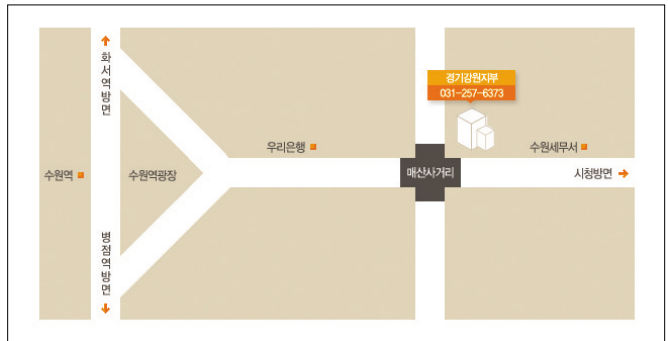 화서역방면
경기강원지부
031-257-6373
우리은행
수원세무서
수원역
수원역광장
매산사거리
시청방면
병점역방면